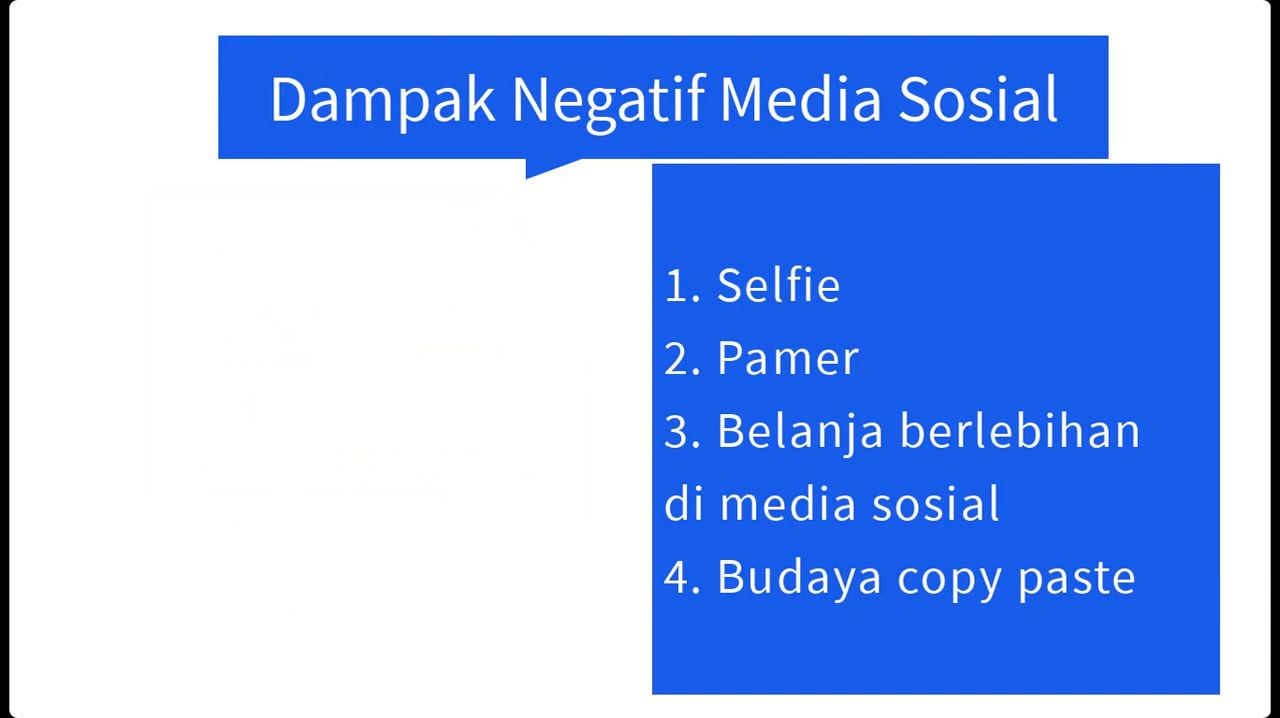 Dampak Negatif Media Sosial
1. Selfie
2. Pamer
3. Belanja berlebihan
di media sosial
4. Budaya copy paste